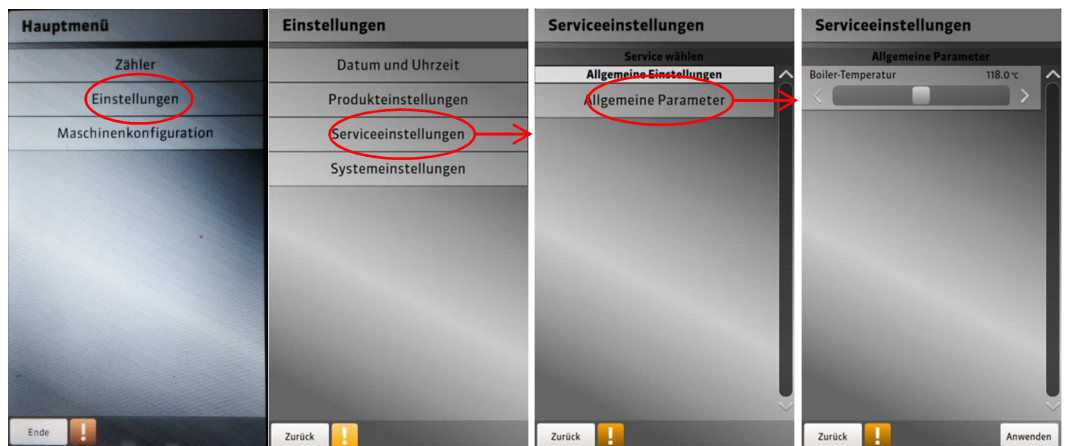 Hauptmenü
Zähler
Einstellungen
Maschinenkonfiguration
Ende
!
Einstellungen
Datum und Uhrzeit
Produkteinstellungen
Serviceeinstellungen
Systemeinstellungen
Zurück
!
Serviceeinstellungen
Service wählen
Allgemeine Einstellungen
Allgemeine Parameter
Zurück
!
Serviceeinstellungen
Allgemeine Parameter
Boiler-Temperatur 118.0 °C
Zurück
!
Anwenden